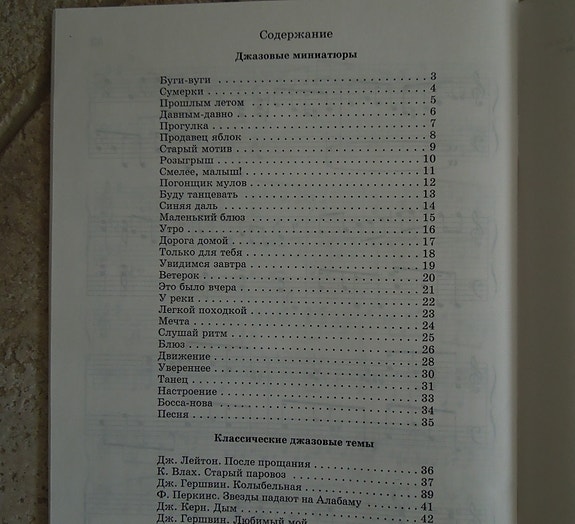 Содержание
Джазовые миниатюры
Буги-вуги . . . . . . . . . . . . . . . . . . . . . . . . . . . . 3
Сумерки . . . . . . . . . . . . . . . . . . . . . . . . . . . . 4
Прошлым летом . . . . . . . . . . . . . . . . . . . . . . . . 5
Давным-давно . . . . . . . . . . . . . . . . . . . . . . . . . 6
Прогулка . . . . . . . . . . . . . . . . . . . . . . . . . . . . 7
Продавец яблок . . . . . . . . . . . . . . . . . . . . . . . . 8
Старый мотив . . . . . . . . . . . . . . . . . . . . . . . . . 9
Розыгрыш . . . . . . . . . . . . . . . . . . . . . . . . . . . 10
Смелее, малыш! . . . . . . . . . . . . . . . . . . . . . . . 11
Погонщик мулов . . . . . . . . . . . . . . . . . . . . . . . 12
Буду танцевать . . . . . . . . . . . . . . . . . . . . . . . . 13
Синяя даль . . . . . . . . . . . . . . . . . . . . . . . . . . 14
Маленький блюз . . . . . . . . . . . . . . . . . . . . . . . 15
Утро . . . . . . . . . . . . . . . . . . . . . . . . . . . . . . 16
Дорога домой . . . . . . . . . . . . . . . . . . . . . . . . . 17
Только для тебя . . . . . . . . . . . . . . . . . . . . . . . 18
Увидимся завтра . . . . . . . . . . . . . . . . . . . . . . . 19
Ветерок . . . . . . . . . . . . . . . . . . . . . . . . . . . . 20
Это было вчера . . . . . . . . . . . . . . . . . . . . . . . . 21
У реки . . . . . . . . . . . . . . . . . . . . . . . . . . . . . 22
Легкой походкой . . . . . . . . . . . . . . . . . . . . . . . 23
Мечта . . . . . . . . . . . . . . . . . . . . . . . . . . . . . 24
Слушай ритм . . . . . . . . . . . . . . . . . . . . . . . . . 25
Блюз . . . . . . . . . . . . . . . . . . . . . . . . . . . . . . 26
Движение . . . . . . . . . . . . . . . . . . . . . . . . . . . 28
Увереннее . . . . . . . . . . . . . . . . . . . . . . . . . . . 30
Танец . . . . . . . . . . . . . . . . . . . . . . . . . . . . . 31
Настроение . . . . . . . . . . . . . . . . . . . . . . . . . . 33
Босса-нова . . . . . . . . . . . . . . . . . . . . . . . . . . 34
Песня . . . . . . . . . . . . . . . . . . . . . . . . . . . . . 35
Классические джазовые темы
Дж. Лейтон. После прощания . . . . . . . . . . . . . . 36
К. Влах. Старый паровоз . . . . . . . . . . . . . . . . . 37
Дж. Гершвин. Колыбельная . . . . . . . . . . . . . . . 39
Ф. Перкинс. Звезды падают на Алабаму . . . . . . . 41
Дж. Керн. Дым . . . . . . . . . . . . . . . . . . . . . . . 42
Дж. Гершвин. Любимый мой